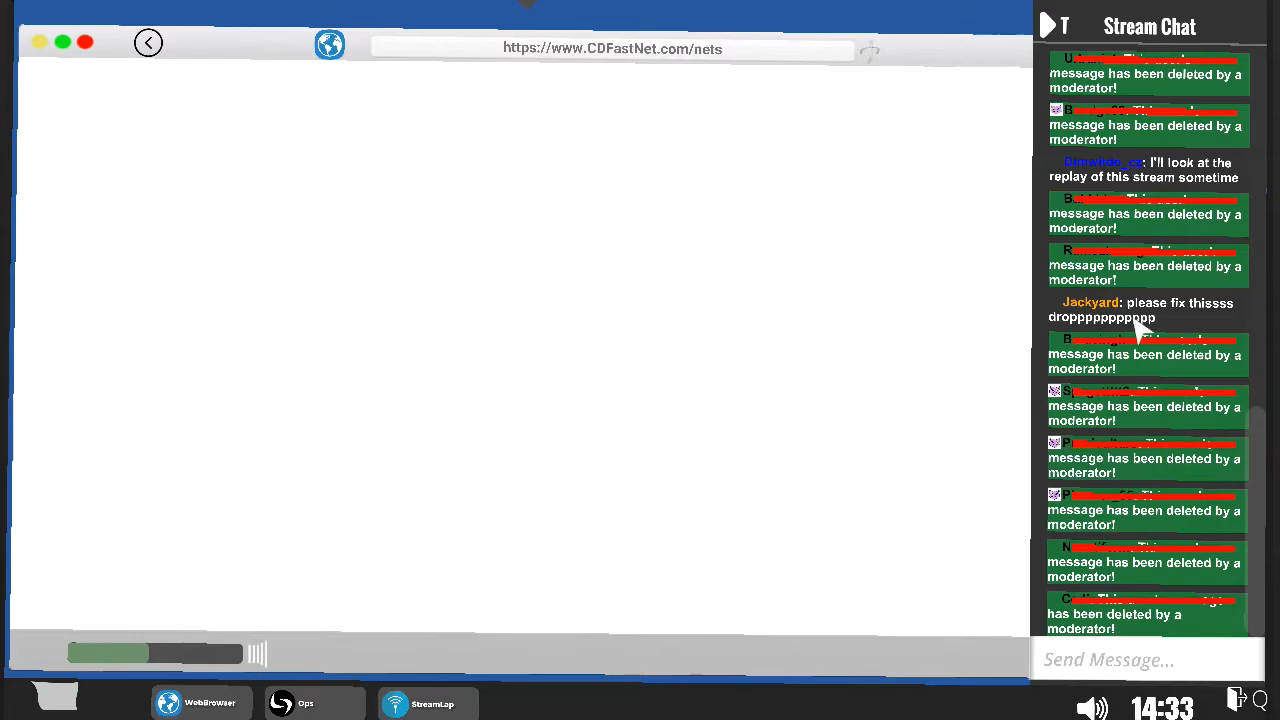 https://www.CDFastNet.com/nets
T
Stream Chat
message has been deleted by a
moderator!
message has been deleted by a
moderator!
: I'll look at the
replay of this stream sometime
message has been deleted by a
moderator!
message has been deleted by a
moderator!
Jackyard: please fix thissss
dropppppppppppp
message has been deleted by a
moderator!
message has been deleted by a
moderator!
message has been deleted by a
moderator!
message has been deleted by a
moderator!
message has been deleted by a
moderator!
has been deleted by a
moderator!
Send Message...
WebBrowser
Ops
StreamLap
14:33
Q